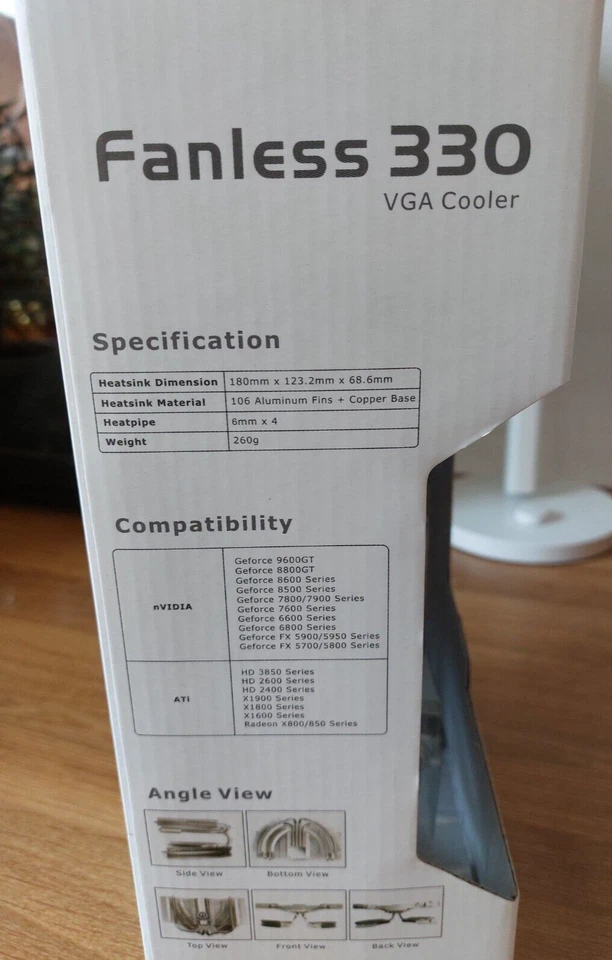 Fanless 330
VGA Cooler
Specification
Heatsink Dimension 180mm x 123.2mm x 68.6mm
Heatsink Material 106 Aluminum Fins + Copper Base
Heatpipe 6mm x 4
Weight 260g
Compatibility
nVIDIA
Geforce 9600GT
Geforce 8800GT
Geforce 8600 Series
Geforce 8500 Series
Geforce 7800/7900 Series
Geforce 7600 Series
Geforce 6600 Series
Geforce 6800 Series
Geforce FX 5900/5950 Series
Geforce FX 5700/5800 Series
ATi
HD 3850 Series
HD 2600 Series
HD 2400 Series
X1900 Series
X1800 Series
X1600 Series
Radeon X800/850 Series
Angle View
Side View Bottom View
Top View Front View Back View